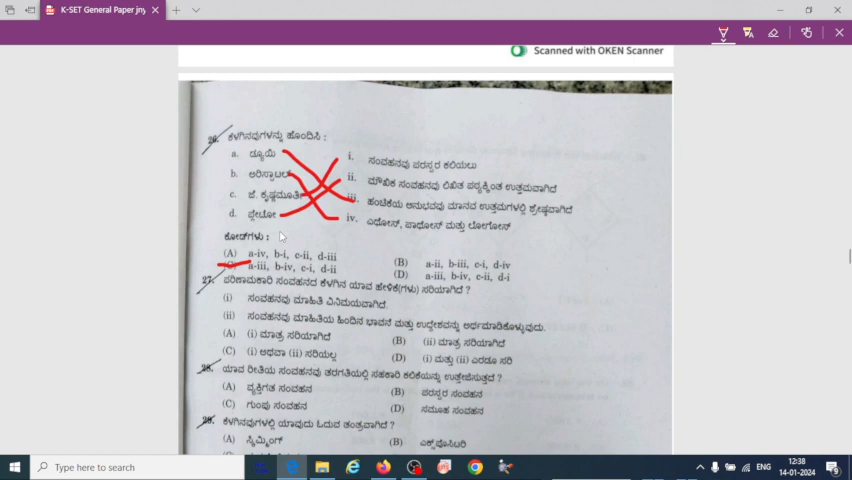 K-SET General Paper jny
Scanned with OKEN Scanner
26. ಕೆಳಗಿನವುಗಳನ್ನು ಹೊಂದಿಸಿ :
a. ಡ್ಯೂಯಿ
i. ಸಂವಹನವು ಪರಸ್ಪರ ಕಲಿಯಲು
b. ಅರಿಸ್ಟಾಟಲ್
ii. ಮೌಖಿಕ ಸಂವಹನವು ಲಿಖಿತ ಪಠ್ಯಕ್ಕಿಂತ ಉತ್ತಮವಾಗಿದೆ
c. ಜೆ. ಕೃಷ್ಣಮೂರ್ತಿ
iii. ಹಂಚಿಕೆಯ ಅನುಭವವು ಮಾನವ ಉತ್ತಮಗಳಲ್ಲಿ ಶ್ರೇಷ್ಠವಾಗಿದೆ
d. ಪ್ಲೇಟೋ
iv. ಎಥೋಸ್, ಪಾಥೋಸ್ ಮತ್ತು ಲೋಗೋಸ್
ಕೋಡ್‌ಗಳು :
(A) a-iv, b-i, c-ii, d-iii
(B) a-ii, b-iii, c-i, d-iv
(C) a-iii, b-iv, c-i, d-ii
(D) a-iii, b-iv, c-ii, d-i
27. ಪರಿಣಾಮಕಾರಿ ಸಂವಹನದ ಕೆಳಗಿನ ಯಾವ ಹೇಳಿಕೆ(ಗಳು) ಸರಿಯಾಗಿದೆ ?
(i) ಸಂವಹನವು ಮಾಹಿತಿ ವಿನಿಮಯವಾಗಿದೆ.
(ii) ಸಂವಹನವು ಮಾಹಿತಿಯ ಹಿಂದಿನ ಭಾವನೆ ಮತ್ತು ಉದ್ದೇಶವನ್ನು ಅರ್ಥಮಾಡಿಕೊಳ್ಳುವುದು.
(A) (i) ಮಾತ್ರ ಸರಿಯಾಗಿದೆ
(B) (ii) ಮಾತ್ರ ಸರಿಯಾಗಿದೆ
(C) (i) ಅಥವಾ (ii) ಸರಿಯಲ್ಲ
(D) (i) ಮತ್ತು (ii) ಎರಡೂ ಸರಿ
28. ಯಾವ ರೀತಿಯ ಸಂವಹನವು ತರಗತಿಯಲ್ಲಿ ಸಹಕಾರಿ ಕಲಿಕೆಯನ್ನು ಉತ್ತೇಜಿಸುತ್ತದೆ ?
(A) ವ್ಯಕ್ತಿಗತ ಸಂವಹನ
(B) ಪರಸ್ಪರ ಸಂವಹನ
(C) ಗುಂಪು ಸಂವಹನ
(D) ಸಮೂಹ ಸಂವಹನ
29. ಕೆಳಗಿನವುಗಳಲ್ಲಿ ಯಾವುದು ಓದುವ ತಂತ್ರವಾಗಿದೆ ?
(A) ಸ್ಕಿಮ್ಮಿಂಗ್
(B) ಎಕ್ಸ್‌ಪೊಸಿಟರಿ
Type here to search
ENG
12:38
14-01-2024
9